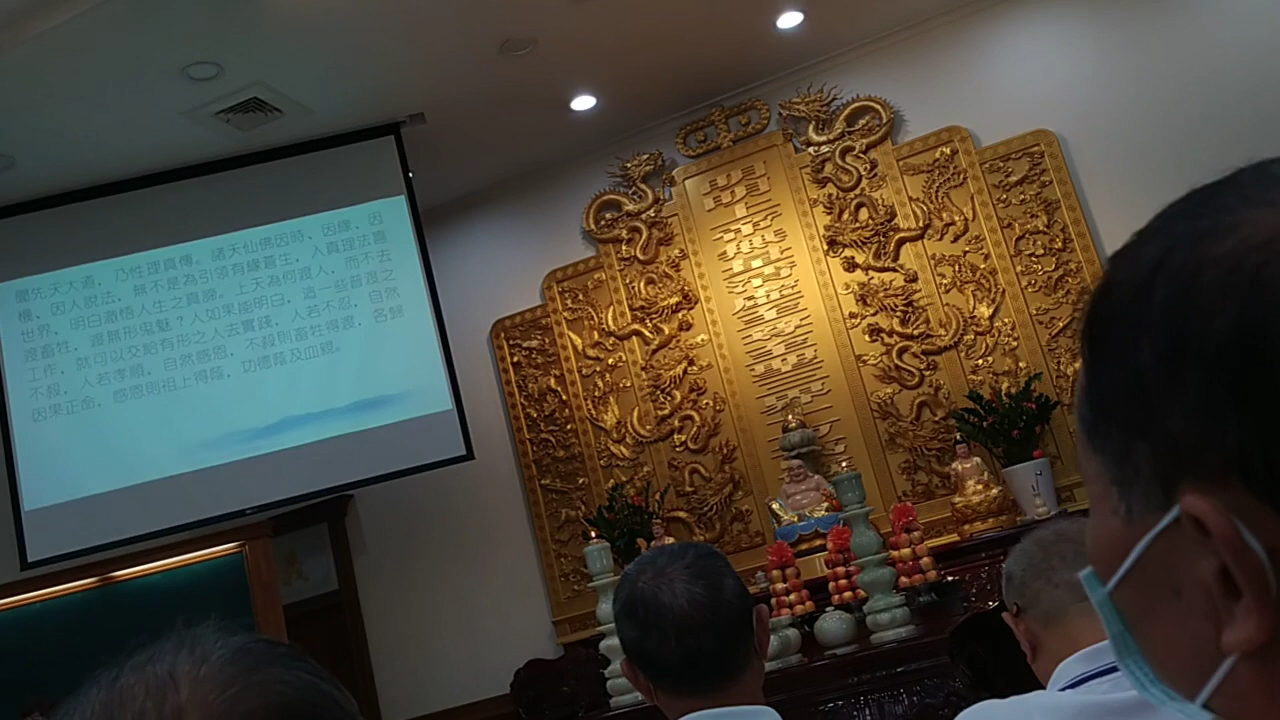 聞先天大道,乃性理真傳。諸天仙佛因時、因緣、因
機、因人說法,無不是為引領有緣蒼生,入真理法喜
世界,明白澈悟人生之真諦。上天為何渡人,而不去
渡畜牲,渡無形鬼魅?人如果能明白,這一些普渡之
工作,就可以交給有形之人去實踐,人若不忍,自然
不殺,人若孝順,自然感恩,不殺則畜牲得渡,各歸
因果正命,感恩則祖上得蔭,功德蔭及血親。